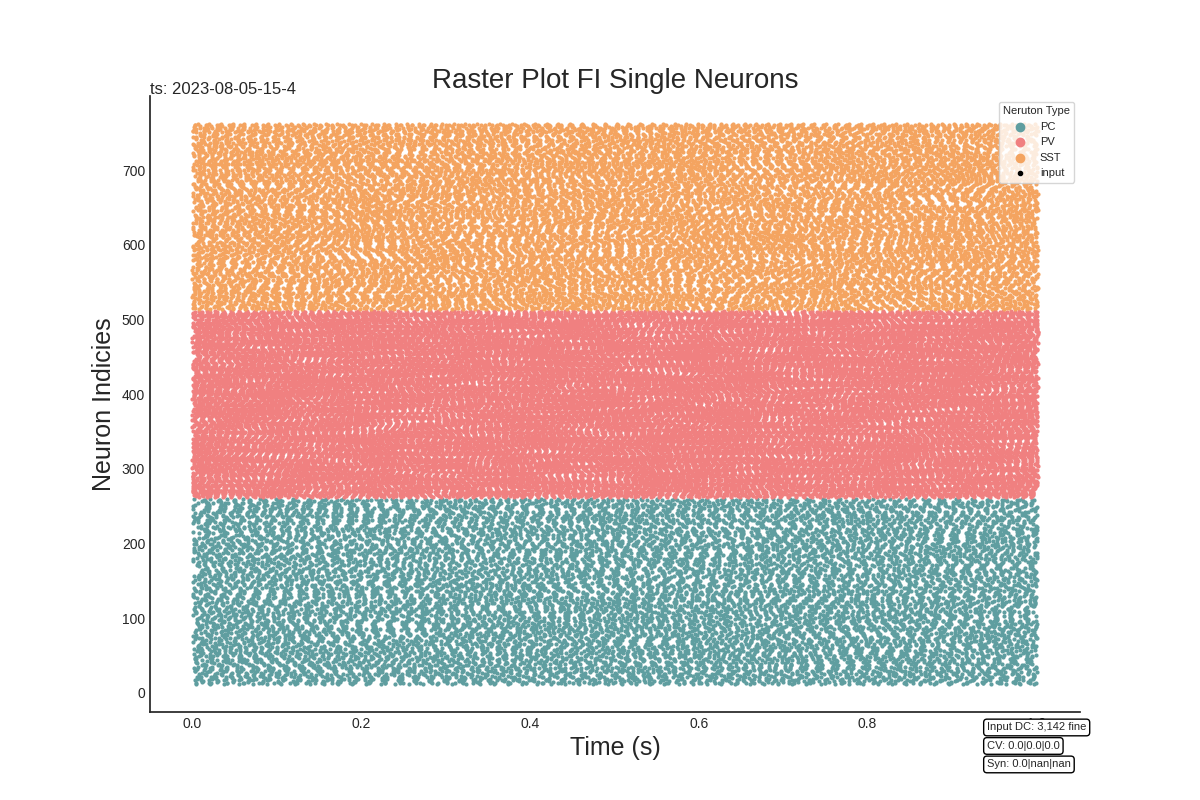 Raster Plot FI Single Neurons
ts: 2023-08-05-15-4
Neruton Type
PC
PV
SST
input
Neuron Indicies
700
600
500
400
300
200
100
0
0.0 0.2 0.4 0.6 0.8
Time (s)
Input DC: 3,142 fine
CV: 0.0|0.0|0.0
Syn: 0.0|nan|nan